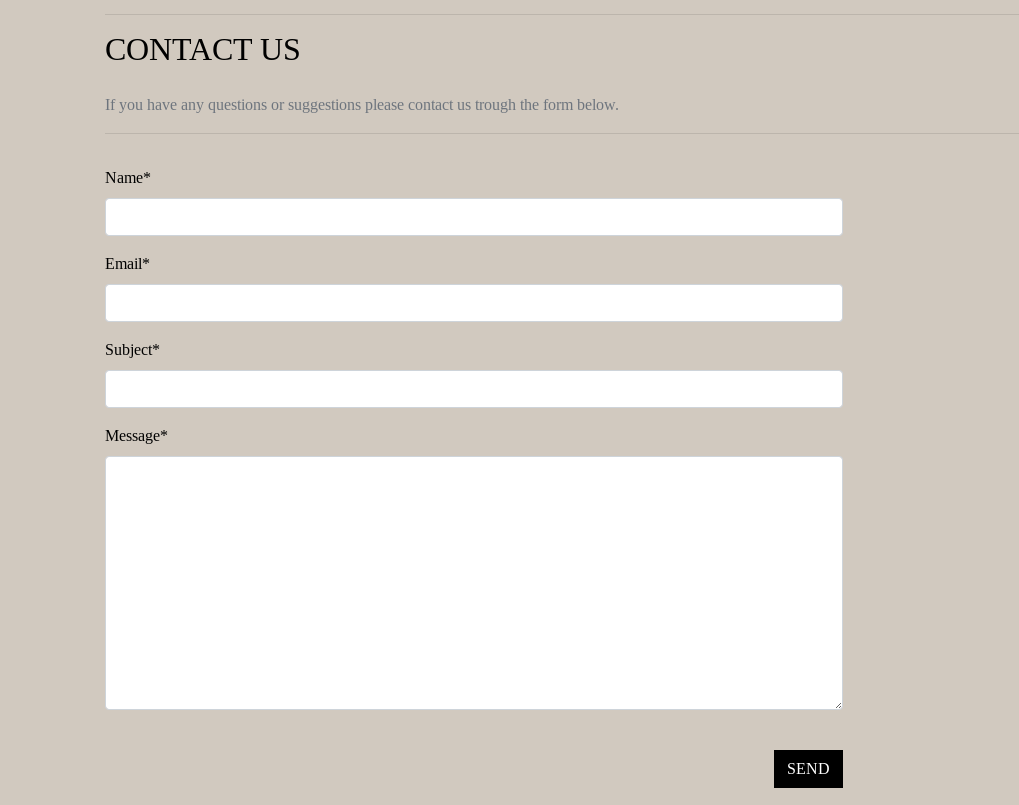 CONTACT US
If you have any questions or suggestions please contact us trough the form below.
Name*
Email*
Subject*
Message*
SEND